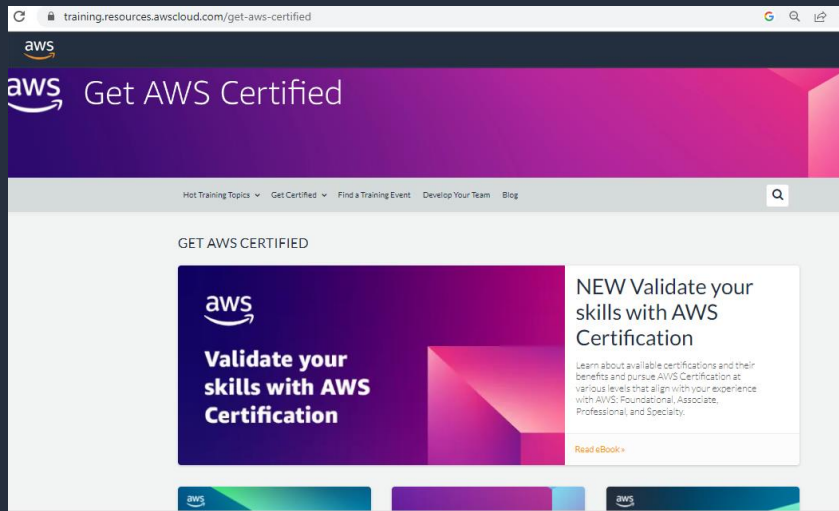 training.resources.awscloud.com/get-aws-certified
aws
aws Get AWS Certified
Hot Training Topics Get Certified Find a Training Event Develop Your Team Blog
GET AWS CERTIFIED
aws
Validate your
skills with AWS
Certification
NEW Validate your
skills with AWS
Certification
Learn about available certifications and their
benefits and pursue AWS Certification at
various levels that align with your experience
with AWS: Foundational, Associate,
Professional, and Specialty.
Read eBook »
aws
aws